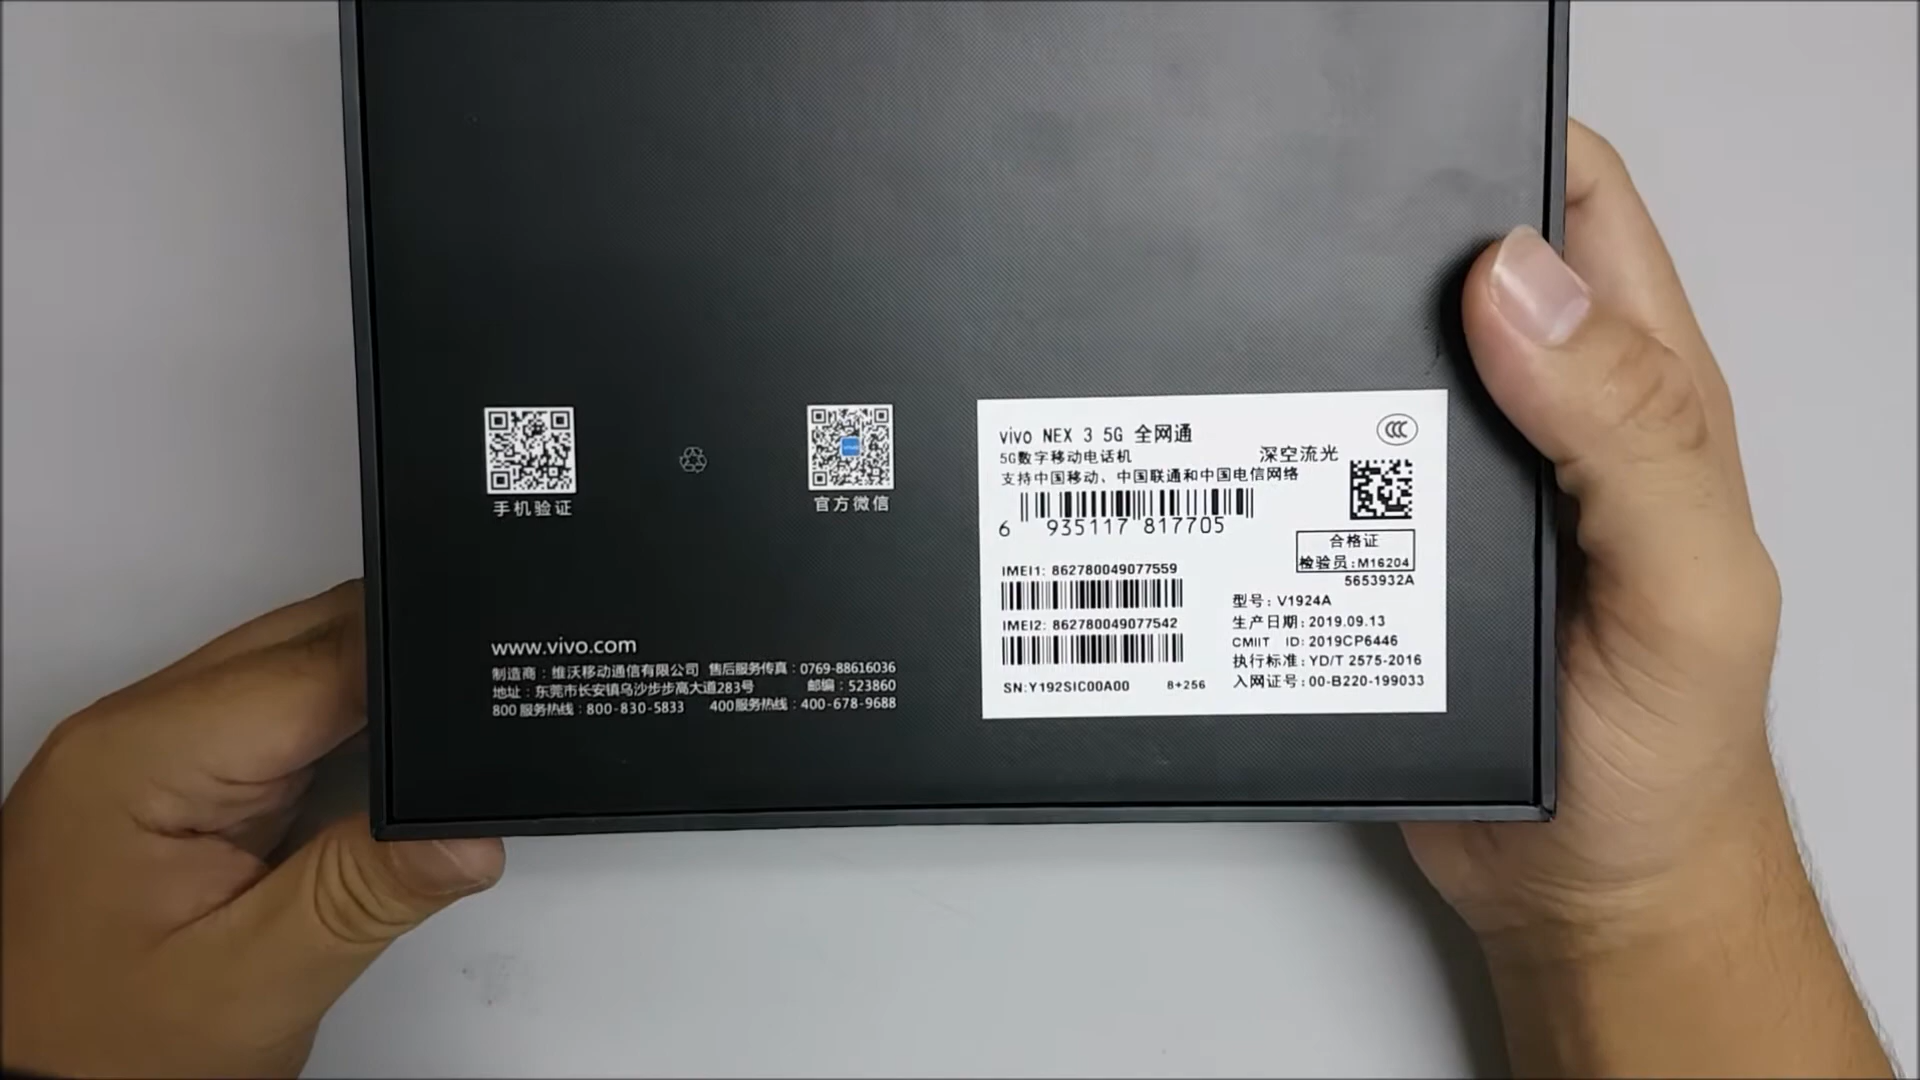 手机验证
官方微信
www.vivo.com
制造商：维沃移动通信有限公司 售后服务传真：0769-88616036
地址：东莞市长安镇乌沙步步高大道283号 邮编：523860
800 服务热线：800-830-5833 400服务热线：400-678-9688
vivo NEX 3 5G 全网通
5G数字移动电话机
深空流光
支持中国移动、中国联通和中国电信网络
6 935117 817705
合格证
检验员：M16204
5653932A
IMEI1: 862780049077559
IMEI2: 862780049077542
SN:Y192SIC00A00 8+256
型号：V1924A
生产日期：2019.09.13
CMIIT ID: 2019CP6446
执行标准：YD/T 2575-2016
入网证号：00-B220-199033